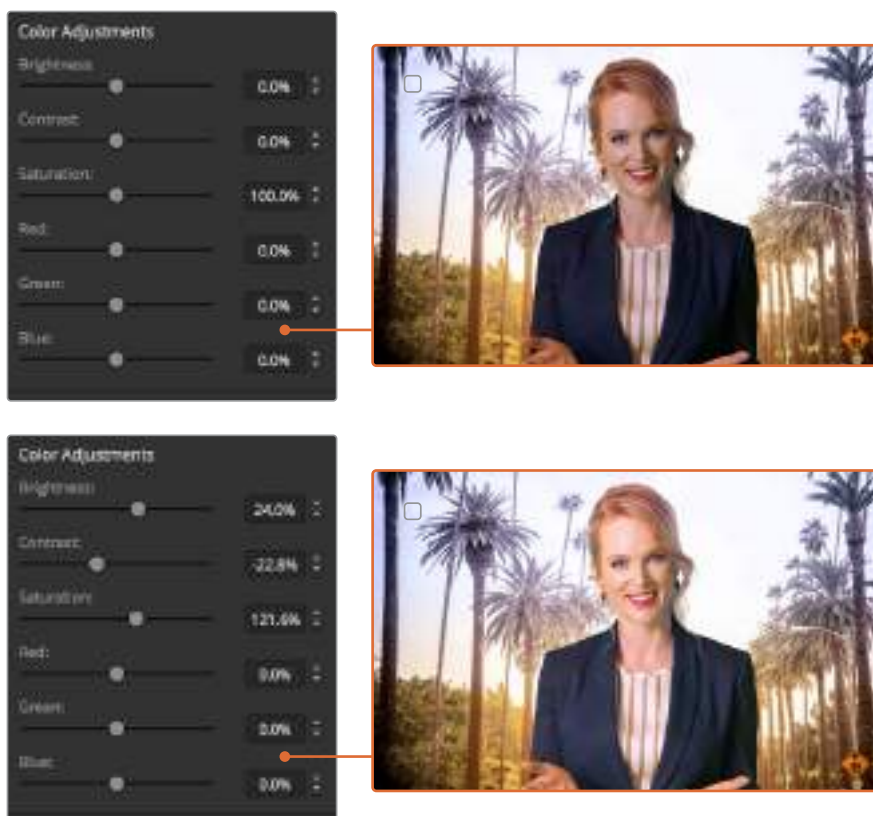 Color Adjustments
Brightness:
0.0%
Contrast:
0.0%
Saturation:
100.0%
Red:
0.0%
Green:
0.0%
Blue:
0.0%
Color Adjustments
Brightness:
24.0%
Contrast:
-22.8%
Saturation:
121.6%
Red:
0.0%
Green:
0.0%
Blue:
0.0%